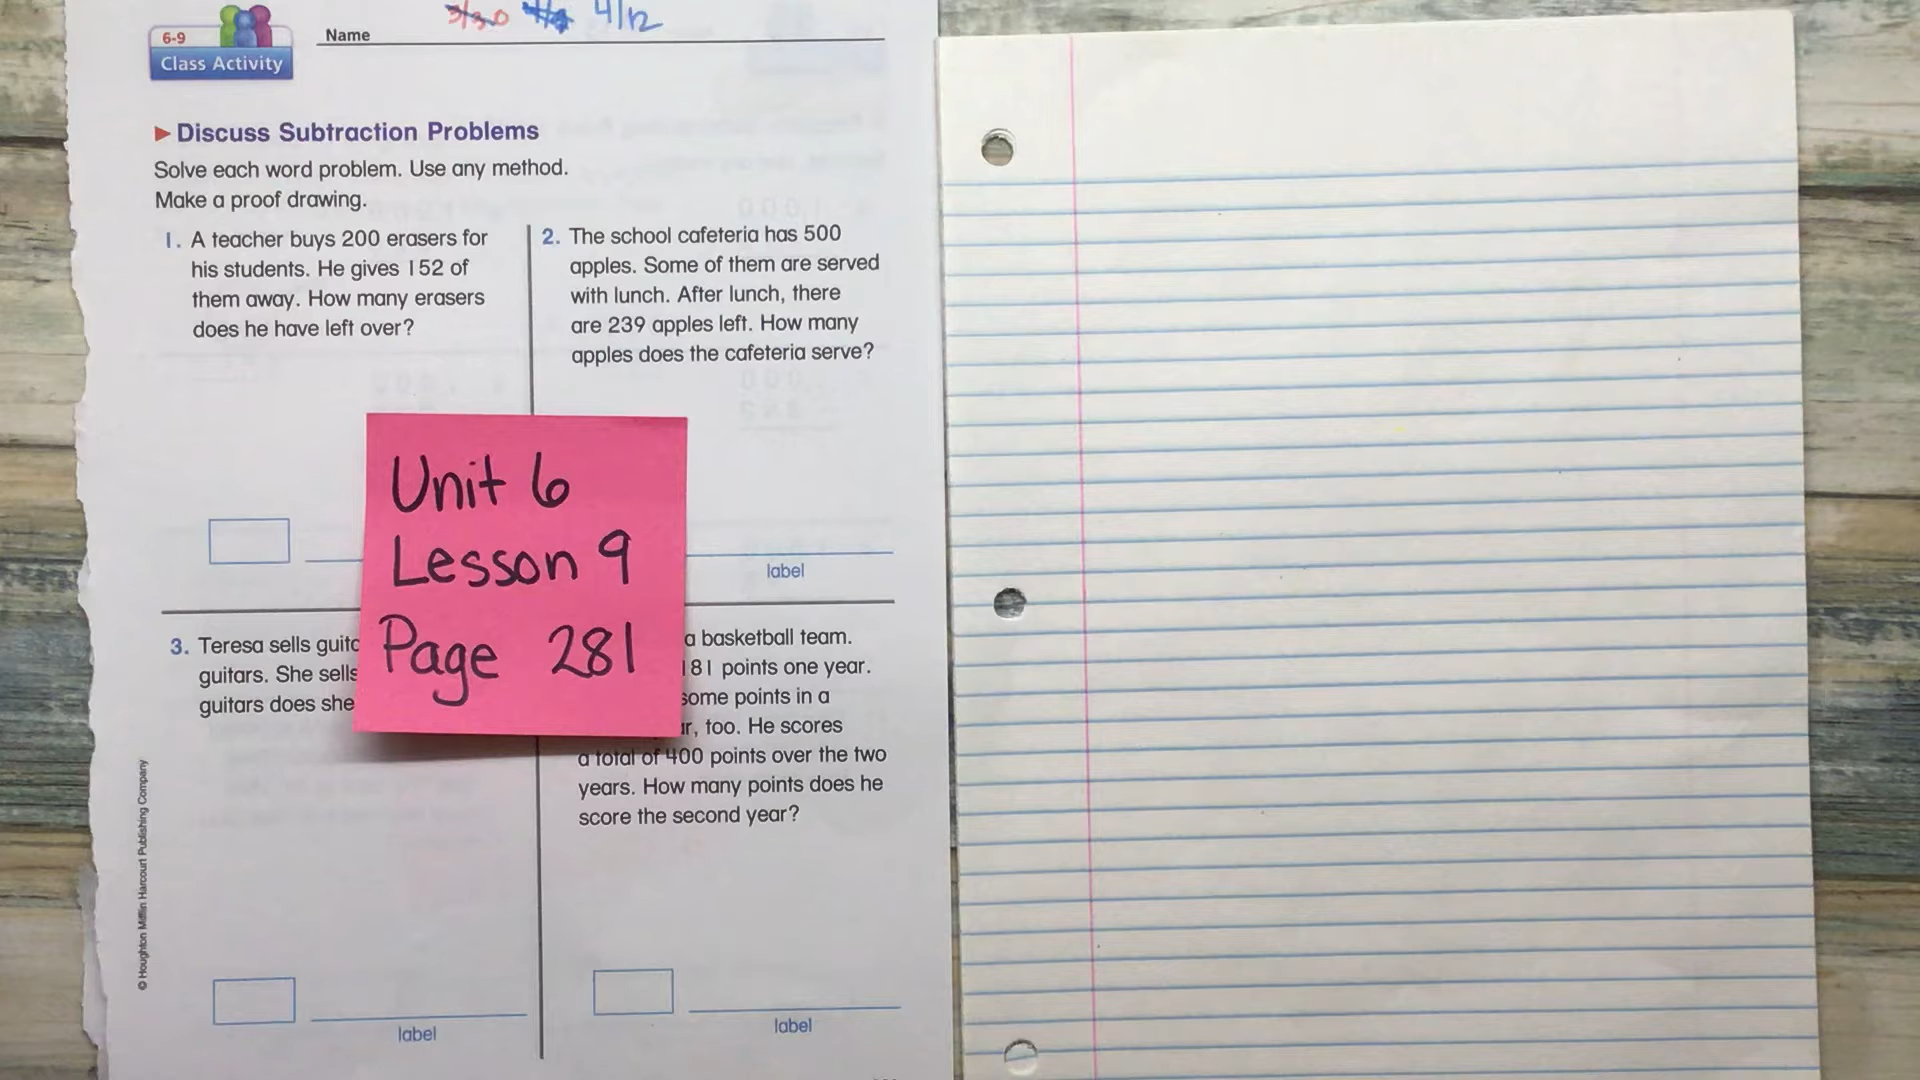 3/30 4/12
6-9
Class Activity
Name
Discuss Subtraction Problems
Solve each word problem. Use any method.
Make a proof drawing.
1. A teacher buys 200 erasers for
his students. He gives 152 of
them away. How many erasers
does he have left over?
2. The school cafeteria has 500
apples. Some of them are served
with lunch. After lunch, there
are 239 apples left. How many
apples does the cafeteria serve?
label
Unit 6
Lesson 9
Page 281
3. Teresa sells
guitars. She sells
guitars does she
label
a basketball team.
181 points one year.
some points in a
too. He scores
a total of 400 points over the two
years. How many points does he
score the second year?
label
© Houghton Mifflin Harcourt Publishing Company